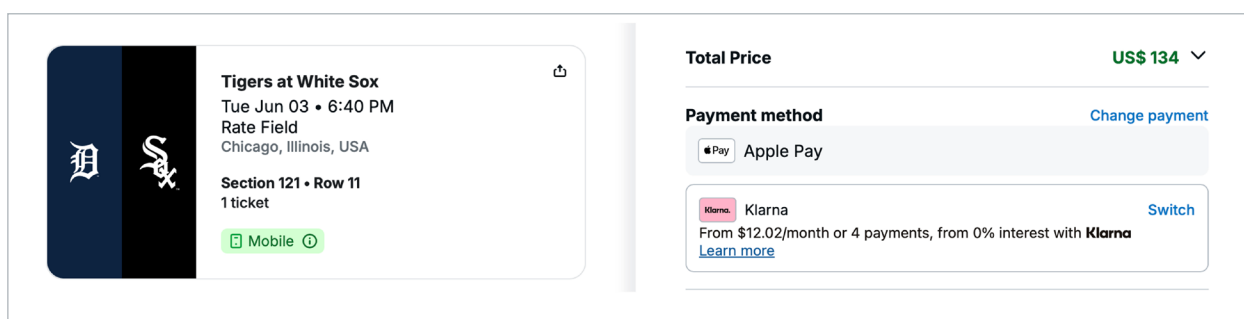 Tigers at White Sox
Tue Jun 03 • 6:40 PM
Rate Field
Chicago, Illinois, USA
Section 121 • Row 11
1 ticket
Mobile
D
Sox
Total Price
US$ 134
Payment method
Change payment
Pay
Apple Pay
Klarna.
Klarna
Switch
From $12.02/month or 4 payments, from 0% interest with Klarna
Learn more